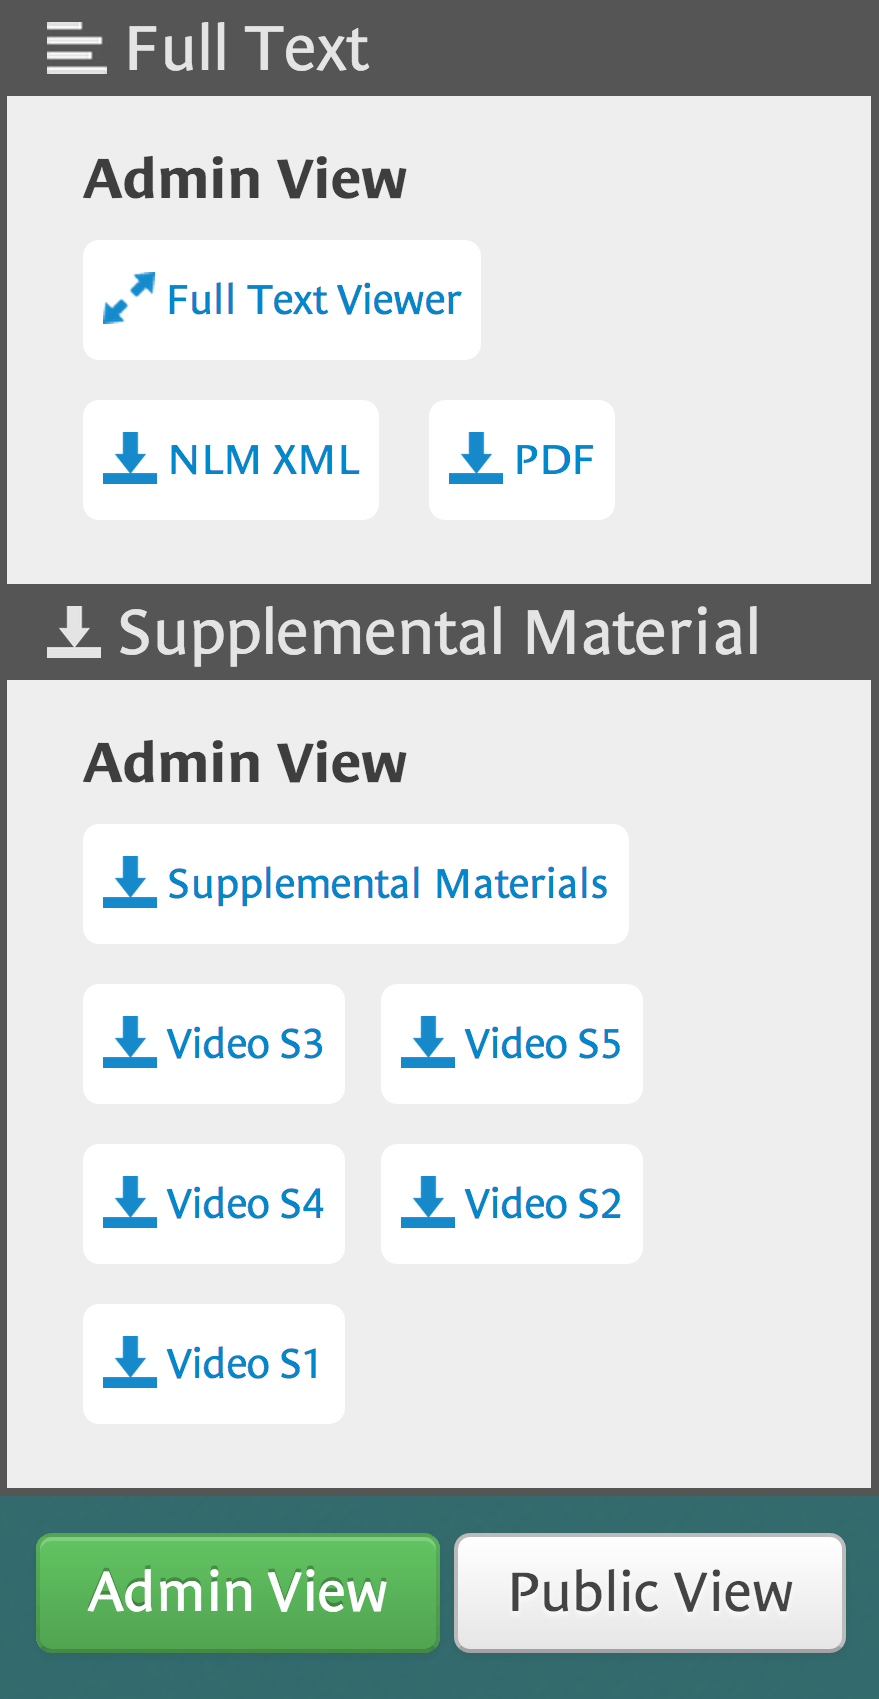 Full Text
Admin View
Full Text Viewer
NLM XML PDF
Supplemental Material
Admin View
Supplemental Materials
Video S3 Video S5
Video S4 Video S2
Video S1
Admin View Public View